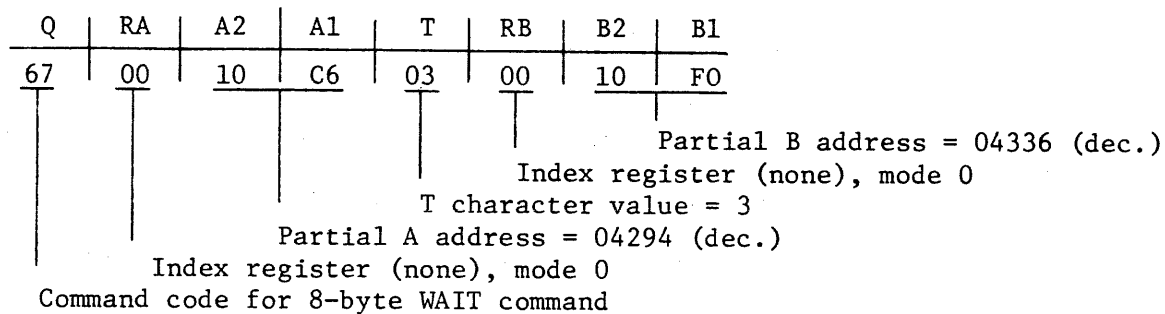 Q RA A2 A1 T RB B2 B1
67 00 10 C6 03 00 10 F0
Partial B address = 04336 (dec.)
Index register (none), mode 0
T character value = 3
Partial A address = 04294 (dec.)
Index register (none), mode 0
Command code for 8-byte WAIT command